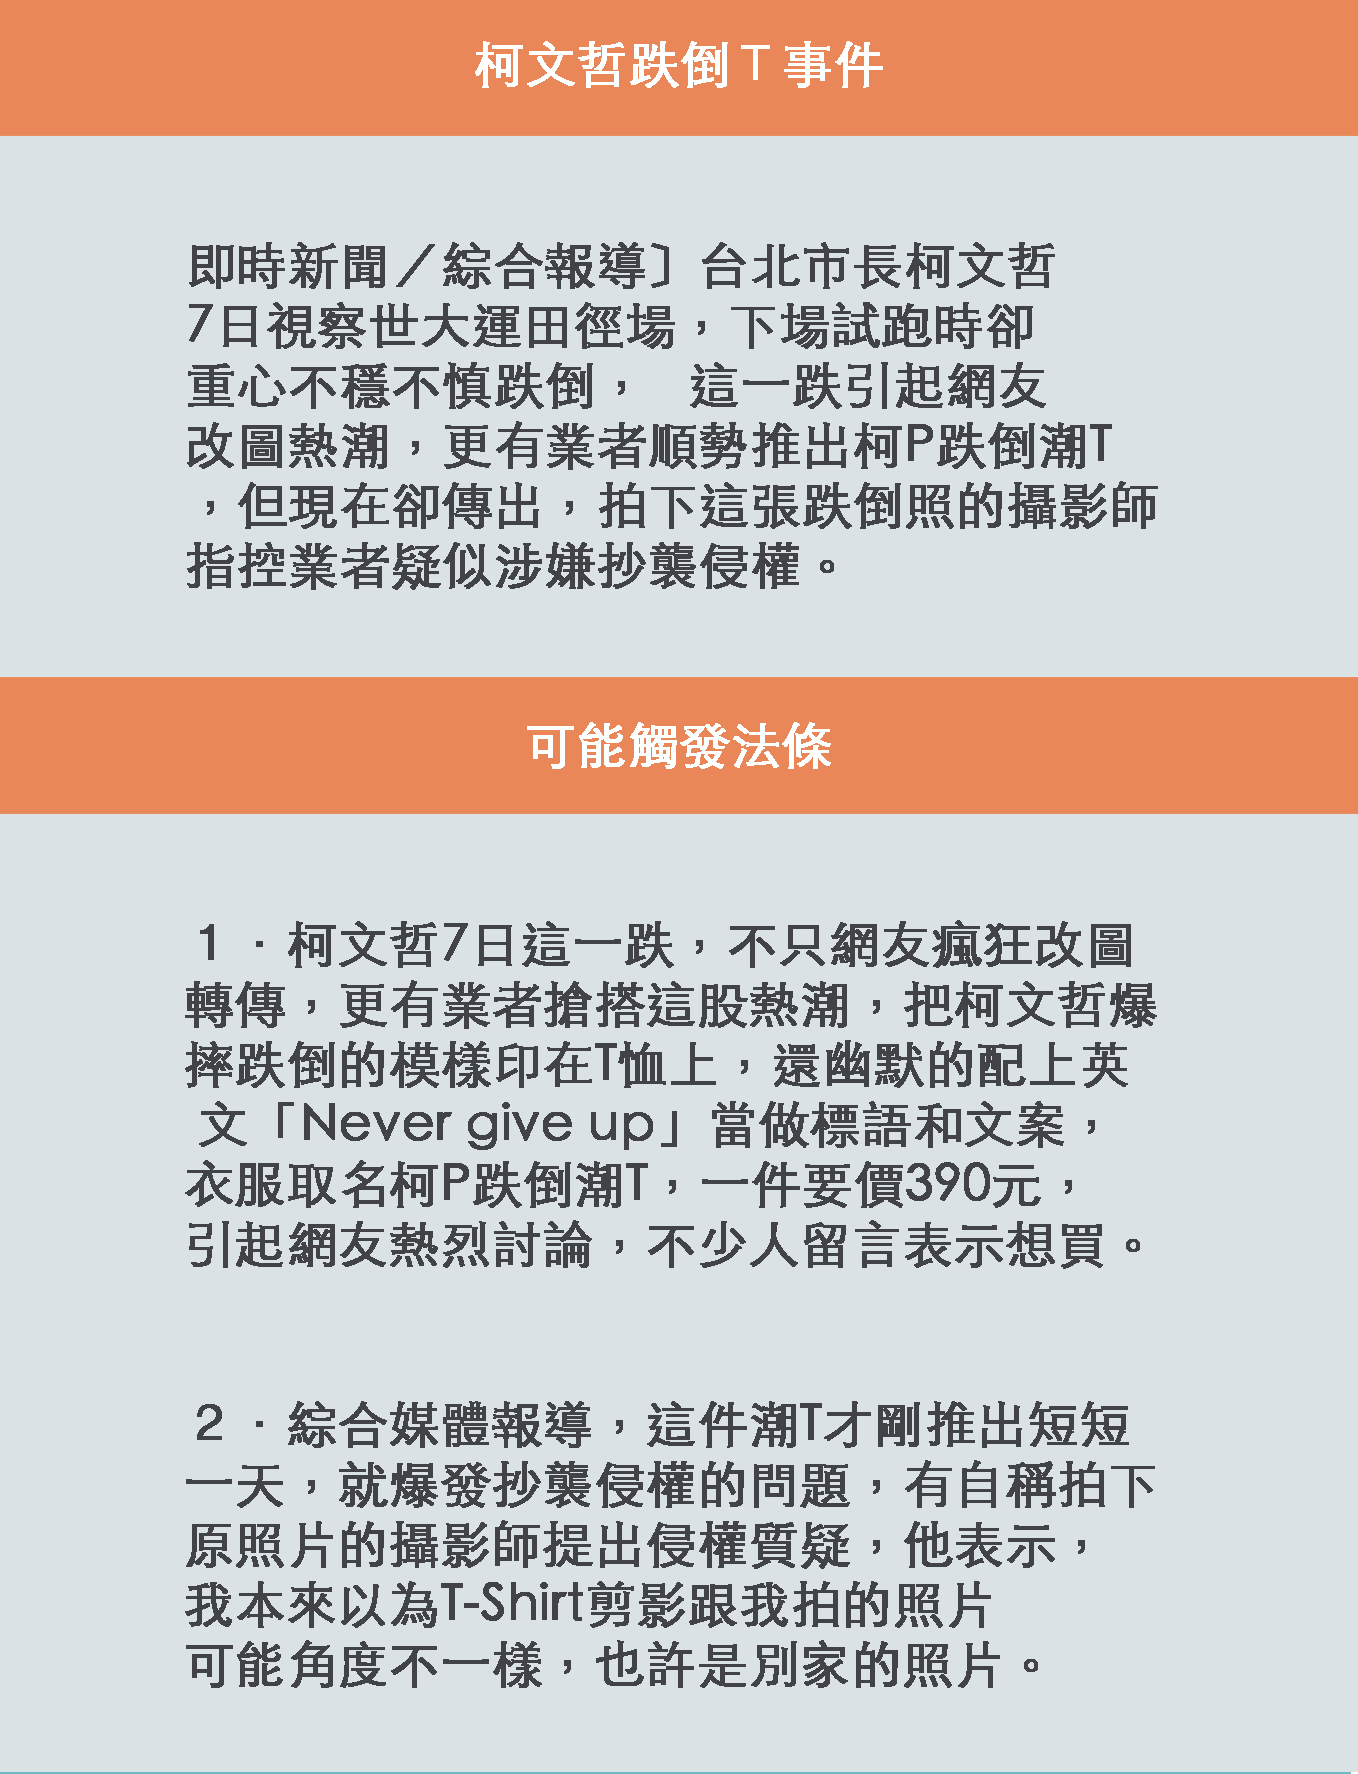 柯文哲跌倒T事件
即時新聞／綜合報導〕台北市長柯文哲
7日視察世大運田徑場，下場試跑時卻
重心不穩不慎跌倒， 這一跌引起網友
改圖熱潮，更有業者順勢推出柯P跌倒潮T
，但現在卻傳出，拍下這張跌倒照的攝影師
指控業者疑似涉嫌抄襲侵權。
可能觸發法條
1．柯文哲7日這一跌，不只網友瘋狂改圖
轉傳，更有業者搶搭這股熱潮，把柯文哲爆
摔跌倒的模樣印在T恤上，還幽默的配上英
文「Never give up」當做標語和文案，
衣服取名柯P跌倒潮T，一件要價390元，
引起網友熱烈討論，不少人留言表示想買。
2．綜合媒體報導，這件潮T才剛推出短短
一天，就爆發抄襲侵權的問題，有自稱拍下
原照片的攝影師提出侵權質疑，他表示，
我本來以為T-Shirt剪影跟我拍的照片
可能角度不一樣，也許是別家的照片。